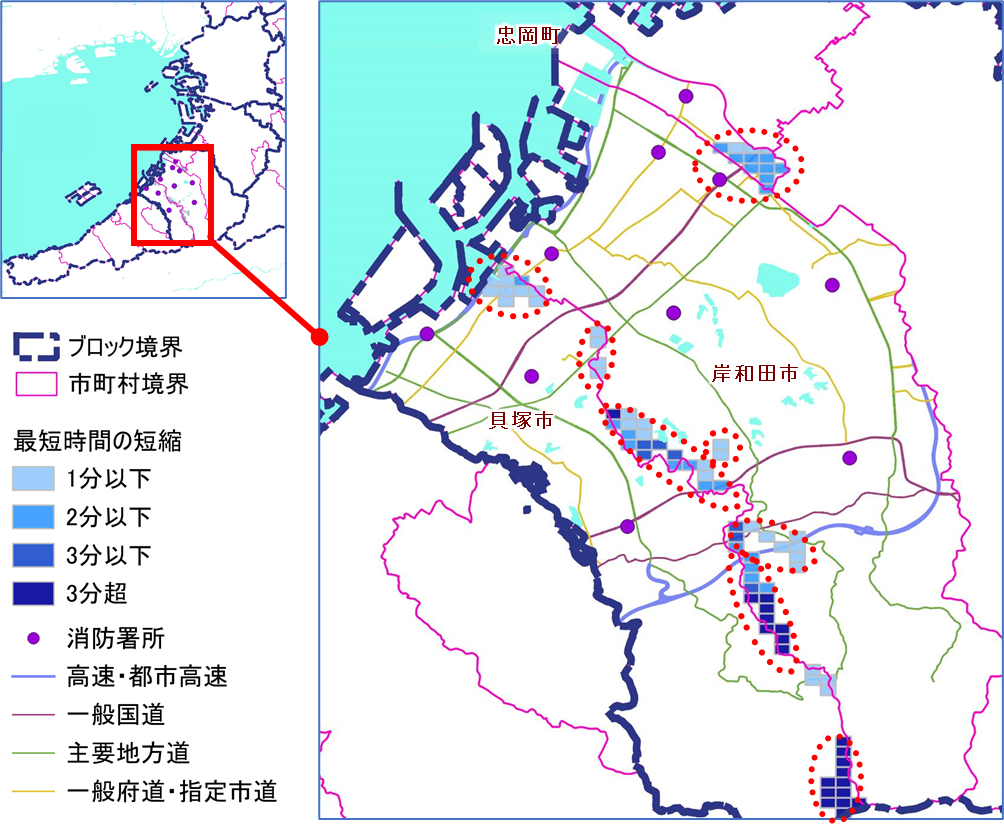 忠岡町
岸和田市
貝塚市
ブロック境界
市町村境界
最短時間の短縮
1分以下
2分以下
3分以下
3分超
消防署所
高速・都市高速
一般国道
主要地方道
一般府道・指定市道